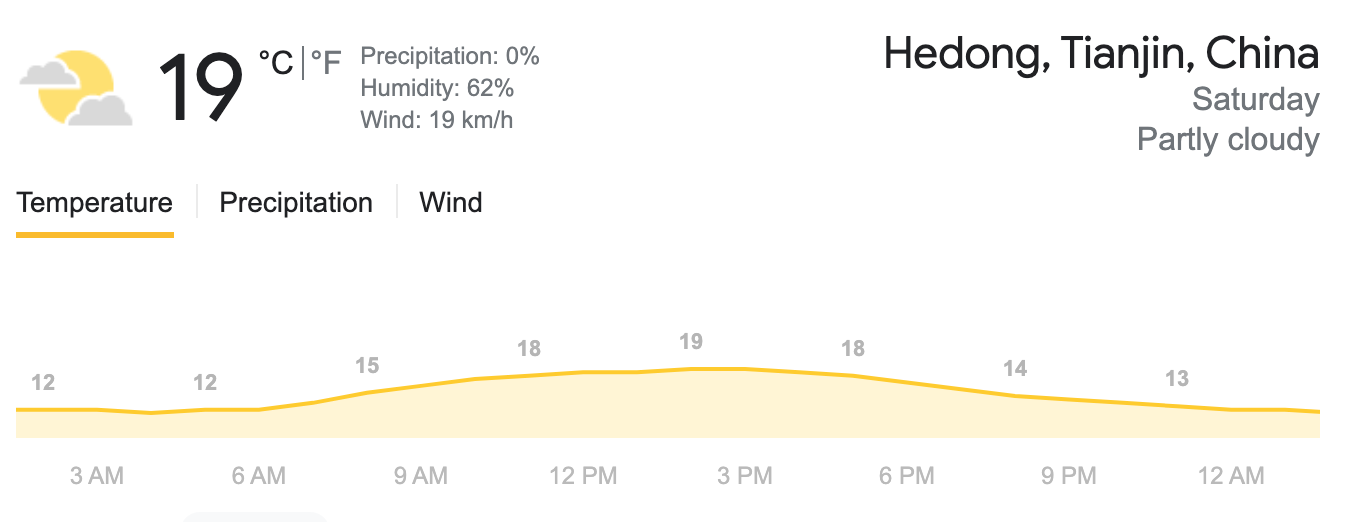 19 °C | °F
Precipitation: 0%
Humidity: 62%
Wind: 19 km/h
Hedong, Tianjin, China
Saturday
Partly cloudy
Temperature | Precipitation | Wind
12 12 15 18 19 18 14 13
3 AM 6 AM 9 AM 12 PM 3 PM 6 PM 9 PM 12 AM